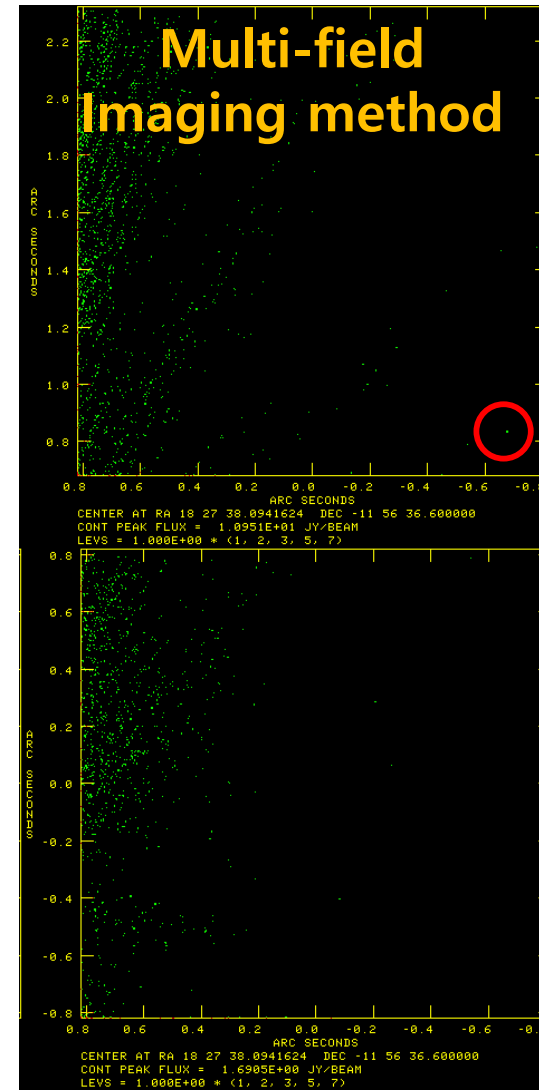 Multi-field
Imaging method
2.2
2.0
1.8
1.6
1.4
1.2
1.0
0.8
ARC SECONDS
0.8 0.6 0.4 0.2 0.0 -0.2 -0.4 -0.6 -0.8
ARC SECONDS
CENTER AT RA 18 27 38.0941624 DEC -11 56 36.600000
CONT PEAK FLUX = 1.0951E+01 JY/BEAM
LEVS = 1.000E+00 * (1, 2, 3, 5, 7)
0.8
0.6
0.4
0.2
0.0
-0.2
-0.4
-0.6
-0.8
ARC SECONDS
0.8 0.6 0.4 0.2 0.0 -0.2 -0.4 -0.6 -0.8
ARC SECONDS
CENTER AT RA 18 27 38.0941624 DEC -11 56 36.600000
CONT PEAK FLUX = 1.6905E+00 JY/BEAM
LEVS = 1.000E+00 * (1, 2, 3, 5, 7)